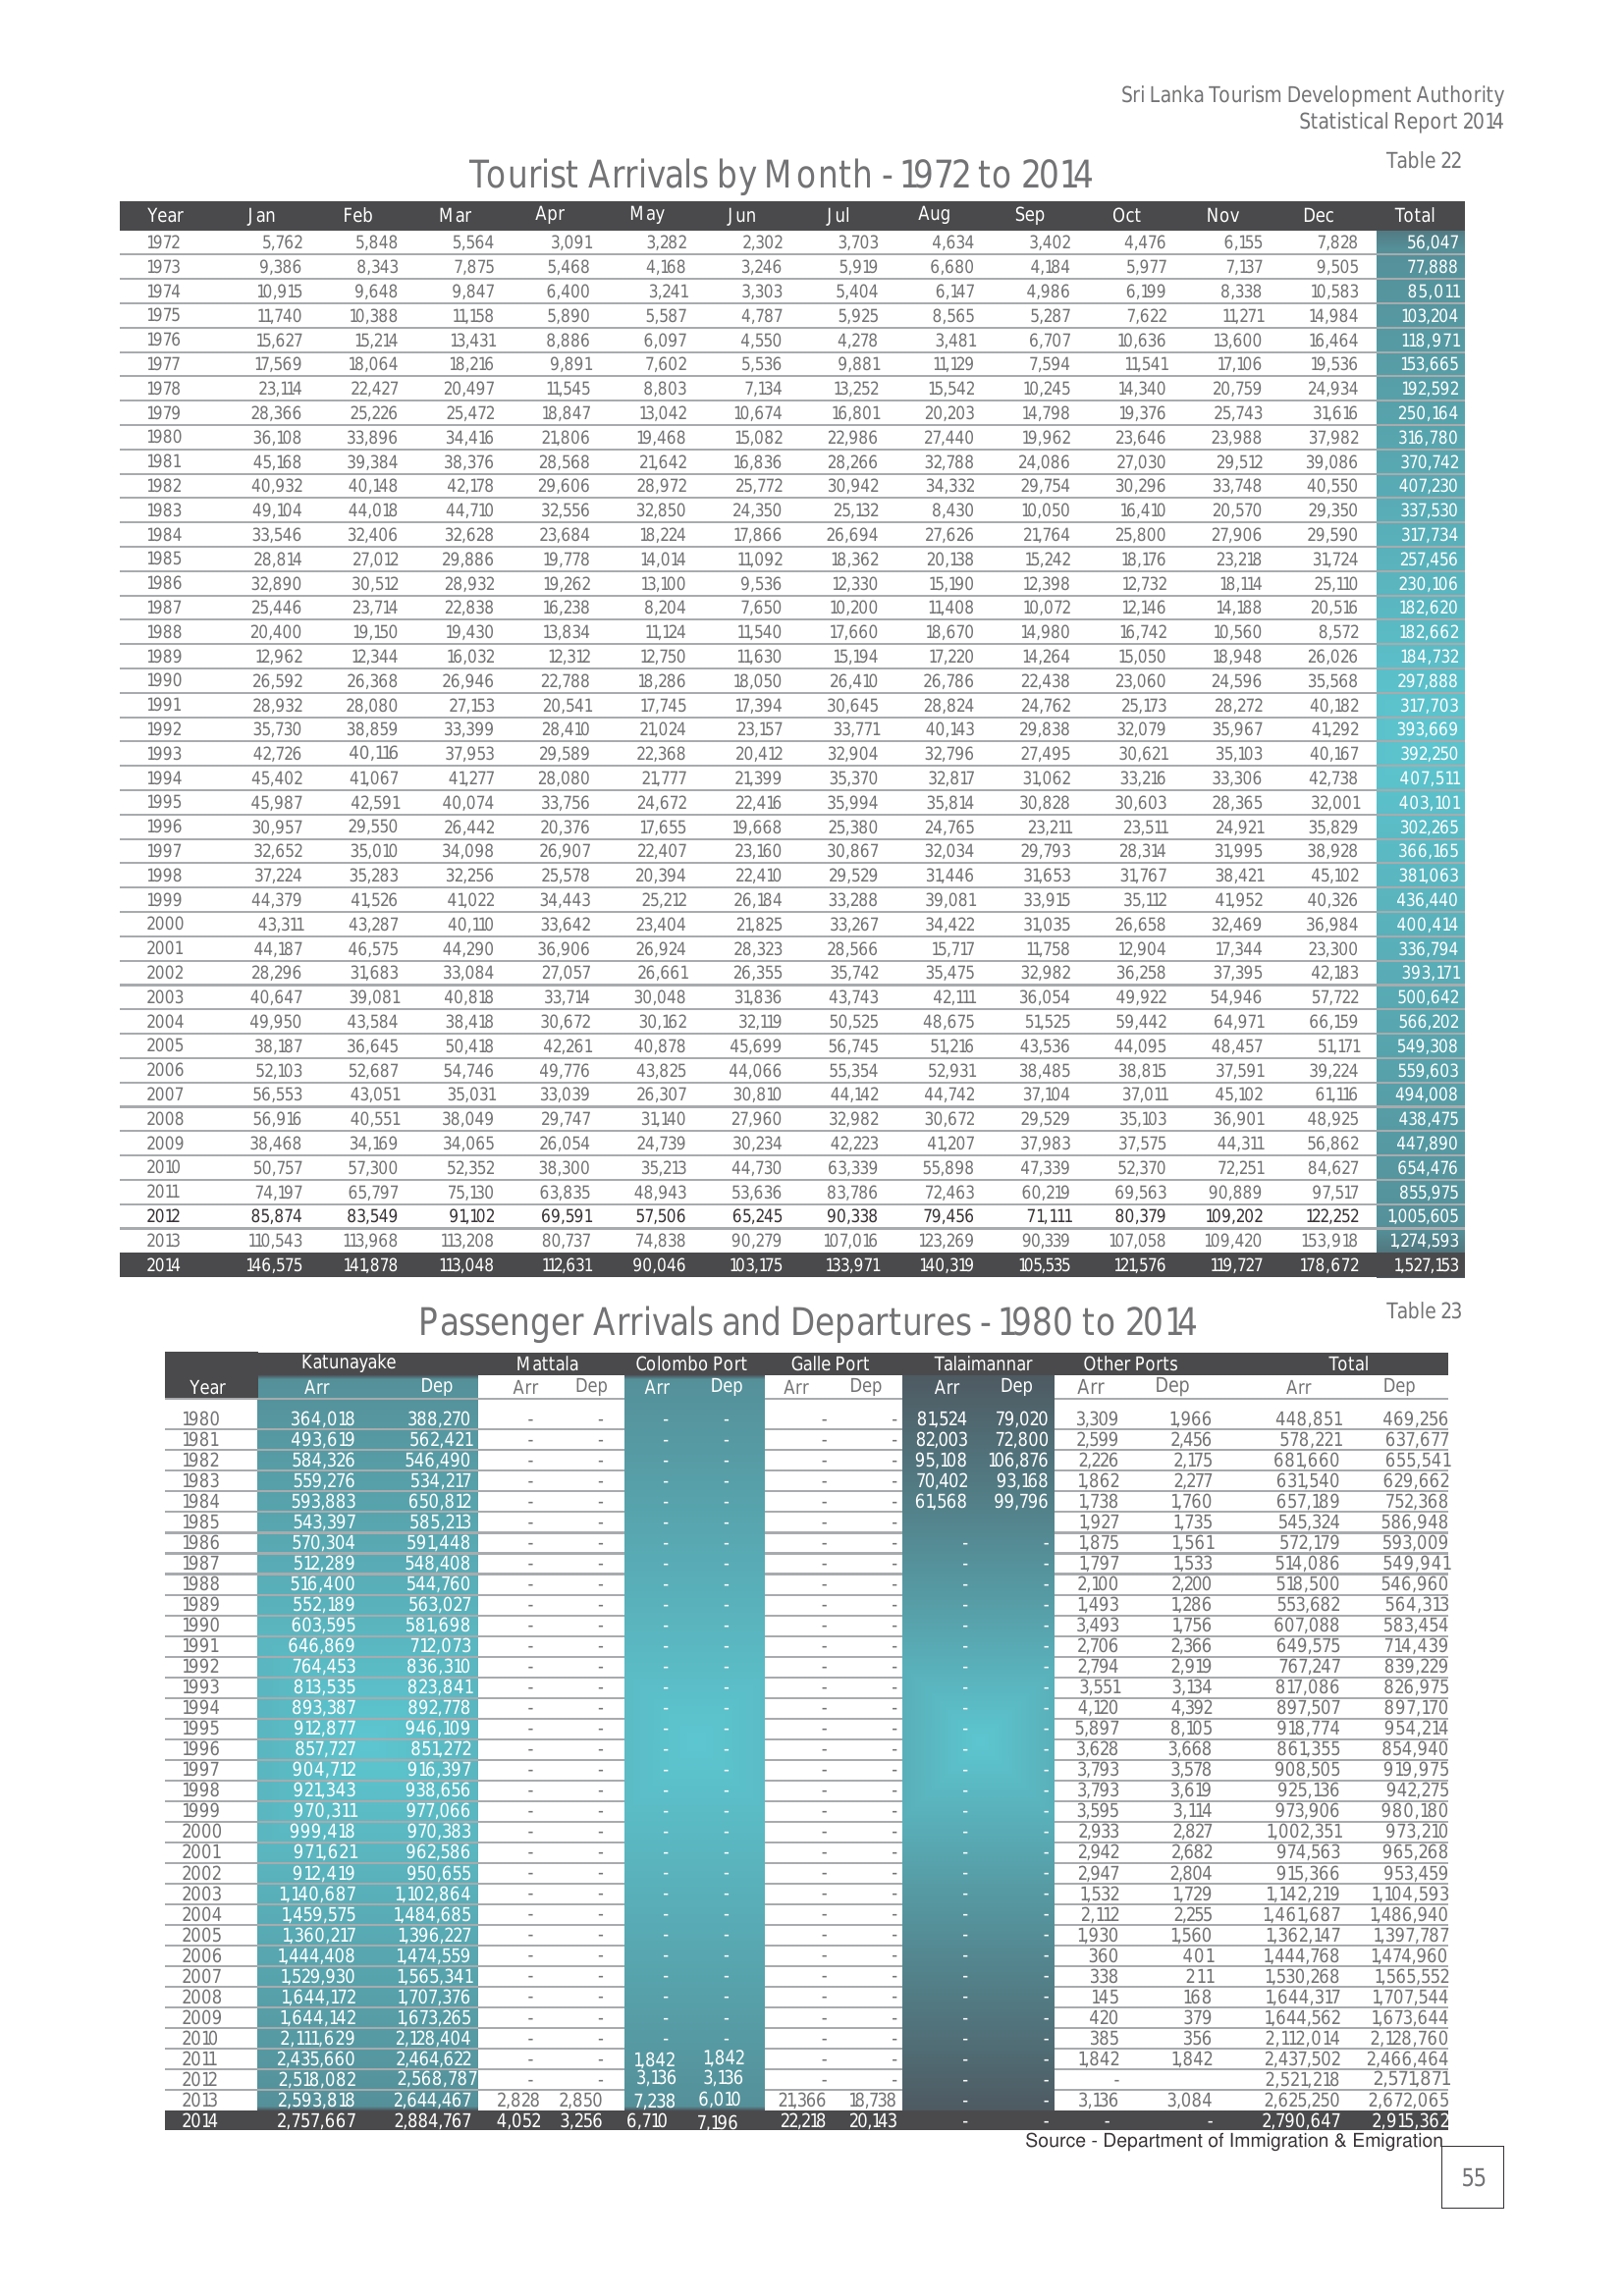 Sri Lanka Tourism Development Authority
Statistical Report 2014
Table 22
Tourist Arrivals by Month - 1972 to 2014
Year Jan Feb Mar Apr May Jun Jul Aug Sep Oct Nov Dec Total
1972 5,762 5,848 5,564 3,091 3,282 2,302 3,703 4,634 3,402 4,476 6,155 7,828 56,047
1973 9,386 8,343 7,875 5,468 4,168 3,246 5,919 6,680 4,184 5,977 7,137 9,505 77,888
1974 10,915 9,648 9,847 6,400 3,241 3,303 5,404 6,147 4,986 6,199 8,338 10,583 85,011
1975 11,740 10,388 11,158 5,890 5,587 4,787 5,925 8,565 5,287 7,622 11,271 14,984 103,204
1976 15,627 15,214 13,431 8,886 6,097 4,550 4,278 3,481 6,707 10,636 13,600 16,464 118,971
1977 17,569 18,064 18,216 9,891 7,602 5,536 9,881 11,129 7,594 11,541 17,106 19,536 153,665
1978 23,114 22,427 20,497 11,545 8,803 7,134 13,252 15,542 10,245 14,340 20,759 24,934 192,592
1979 28,366 25,226 25,472 18,847 13,042 10,674 16,801 20,203 14,798 19,376 25,743 31,616 250,164
1980 36,108 33,896 34,416 21,806 19,468 15,082 22,986 27,440 19,962 23,646 23,988 37,982 316,780
1981 45,168 39,384 38,376 28,568 21,642 16,836 28,266 32,788 24,086 27,030 29,512 39,086 370,742
1982 40,932 40,148 42,178 29,606 28,972 25,772 30,942 34,332 29,754 30,296 33,748 40,550 407,230
1983 49,104 44,018 44,710 32,556 32,850 24,350 25,132 8,430 10,050 16,410 20,570 29,350 337,530
1984 33,546 32,406 32,628 23,684 18,224 17,866 26,694 27,626 21,764 25,800 27,906 29,590 317,734
1985 28,814 27,012 29,886 19,778 14,014 11,092 18,362 20,138 15,242 18,176 23,218 31,724 257,456
1986 32,890 30,512 28,932 19,262 13,100 9,536 12,330 15,190 12,398 12,732 18,114 25,110 230,106
1987 25,446 23,714 22,838 16,238 8,204 7,650 10,200 11,408 10,072 12,146 14,188 20,516 182,620
1988 20,400 19,150 19,430 13,834 11,124 11,540 17,660 18,670 14,980 16,742 10,560 8,572 182,662
1989 12,962 12,344 16,032 12,312 12,750 11,630 15,194 17,220 14,264 15,050 18,948 26,026 184,732
1990 26,592 26,368 26,946 22,788 18,286 18,050 26,410 26,786 22,438 23,060 24,596 35,568 297,888
1991 28,932 28,080 27,153 20,541 17,745 17,394 30,645 28,824 24,762 25,173 28,272 40,182 317,703
1992 35,730 38,859 33,399 28,410 21,024 23,157 33,771 40,143 29,838 32,079 35,967 41,292 393,669
1993 42,726 40,116 37,953 29,589 22,368 20,412 32,904 32,796 27,495 30,621 35,103 40,167 392,250
1994 45,402 41,067 41,277 28,080 21,777 21,399 35,370 32,817 31,062 33,216 33,306 42,738 407,511
1995 45,987 42,591 40,074 33,756 24,672 22,416 35,994 35,814 30,828 30,603 28,365 32,001 403,101
1996 30,957 29,550 26,442 20,376 17,655 19,668 25,380 24,765 23,211 23,511 24,921 35,829 302,265
1997 32,652 35,010 34,098 26,907 22,407 23,160 30,867 32,034 29,793 28,314 31,995 38,928 366,165
1998 37,224 35,283 32,256 25,578 20,394 22,410 29,529 31,446 31,653 31,767 38,421 45,102 381,063
1999 44,379 41,526 41,022 34,443 25,212 26,184 33,288 39,081 33,915 35,112 41,952 40,326 436,440
2000 43,311 43,287 40,110 33,642 23,404 21,825 33,267 34,422 31,035 26,658 32,469 36,984 400,414
2001 44,187 46,575 44,290 36,906 26,924 28,323 28,566 15,717 11,758 12,904 17,344 23,300 336,794
2002 28,296 31,683 33,084 27,057 26,661 26,355 35,742 35,475 32,982 36,258 37,395 42,183 393,171
2003 40,647 39,081 40,818 33,714 30,048 31,836 43,743 42,111 36,054 49,922 54,946 57,722 500,642
2004 49,950 43,584 38,418 30,672 30,162 32,119 50,525 48,675 51,525 59,442 64,971 66,159 566,202
2005 38,187 36,645 50,418 42,261 40,878 45,699 56,745 51,216 43,536 44,095 48,457 51,171 549,308
2006 52,103 52,687 54,746 49,776 43,825 44,066 55,354 52,931 38,485 38,815 37,591 39,224 559,603
2007 56,553 43,051 35,031 33,039 26,307 30,810 44,142 44,742 37,104 37,011 45,102 61,116 494,008
2008 56,916 40,551 38,049 29,747 31,140 27,960 32,982 30,672 29,529 35,103 36,901 48,925 438,475
2009 38,468 34,169 34,065 26,054 24,739 30,234 42,223 41,207 37,983 37,575 44,311 56,862 447,890
2010 50,757 57,300 52,352 38,300 35,213 44,730 63,339 55,898 47,339 52,370 72,251 84,627 654,476
2011 74,197 65,797 75,130 63,835 48,943 53,636 83,786 72,463 60,219 69,563 90,889 97,517 855,975
2012 85,874 83,549 91,102 69,591 57,506 65,245 90,338 79,456 71,111 80,379 109,202 122,252 1,005,605
2013 110,543 113,968 113,208 80,737 74,838 90,279 107,016 123,269 90,339 107,058 109,420 153,918 1,274,593
2014 146,575 141,878 113,048 112,631 90,046 103,175 133,971 140,319 105,535 121,576 119,727 178,672 1,527,153
Table 23
Passenger Arrivals and Departures - 1980 to 2014
Katunayake Mattala Colombo Port Galle Port Talaimannar Other Ports Total
Year Arr Dep Arr Dep Arr Dep Arr Dep Arr Dep Arr Dep Arr Dep
1980 364,018 388,270 - - - - - - 81,524 79,020 3,309 1,966 448,851 469,256
1981 493,619 562,421 - - - - - - 82,003 72,800 2,599 2,456 578,221 637,677
1982 584,326 546,490 - - - - - - 95,108 106,876 2,226 2,175 681,660 655,541
1983 559,276 534,217 - - - - - - 70,402 93,168 1,862 2,277 631,540 629,662
1984 593,883 650,812 - - - - - - 61,568 99,796 1,738 1,760 657,189 752,368
1985 543,397 585,213 - - - - - - 1,927 1,735 545,324 586,948
1986 570,304 591,448 - - - - - - - - 1,875 1,561 572,179 593,009
1987 512,289 548,408 - - - - - - - - 1,797 1,533 514,086 549,941
1988 516,400 544,760 - - - - - - - - 2,100 2,200 518,500 546,960
1989 552,189 563,027 - - - - - - - - 1,493 1,286 553,682 564,313
1990 603,595 581,698 - - - - - - - - 3,493 1,756 607,088 583,454
1991 646,869 712,073 - - - - - - - - 2,706 2,366 649,575 714,439
1992 764,453 836,310 - - - - - - - - 2,794 2,919 767,247 839,229
1993 813,535 823,841 - - - - - - - - 3,551 3,134 817,086 826,975
1994 893,387 892,778 - - - - - - - - 4,120 4,392 897,507 897,170
1995 912,877 946,109 - - - - - - - - 5,897 8,105 918,774 954,214
1996 857,727 851,272 - - - - - - - - 3,628 3,668 861,355 854,940
1997 904,712 916,397 - - - - - - - - 3,793 3,578 908,505 919,975
1998 921,343 938,656 - - - - - - - - 3,793 3,619 925,136 942,275
1999 970,311 977,066 - - - - - - - - 3,595 3,114 973,906 980,180
2000 999,418 970,383 - - - - - - - - 2,933 2,827 1,002,351 973,210
2001 971,621 962,586 - - - - - - - - 2,942 2,682 974,563 965,268
2002 912,419 950,655 - - - - - - - - 2,947 2,804 915,366 953,459
2003 1,140,687 1,102,864 - - - - - - - - 1,532 1,729 1,142,219 1,104,593
2004 1,459,575 1,484,685 - - - - - - - - 2,112 2,255 1,461,687 1,486,940
2005 1,360,217 1,396,227 - - - - - - - - 1,930 1,560 1,362,147 1,397,787
2006 1,444,408 1,474,559 - - - - - - - - 360 401 1,444,768 1,474,960
2007 1,529,930 1,565,341 - - - - - - - - 338 211 1,530,268 1,565,552
2008 1,644,172 1,707,376 - - - - - - - - 145 168 1,644,317 1,707,544
2009 1,644,142 1,673,265 - - - - - - - - 420 379 1,644,562 1,673,644
2010 2,111,629 2,128,404 - - - - - - - - 385 356 2,112,014 2,128,760
2011 2,435,660 2,464,622 - - 1,842 1,842 - - - - 1,842 1,842 2,437,502 2,466,464
2012 2,518,082 2,568,787 - - 3,136 3,136 - - - - - 2,521,218 2,571,871
2013 2,593,818 2,644,467 2,828 2,850 7,238 6,010 21,366 18,738 - - 3,136 3,084 2,625,250 2,672,065
2014 2,757,667 2,884,767 4,052 3,256 6,710 7,196 22,218 20,143 - - - - 2,790,647 2,915,362
Source - Department of Immigration & Emigration
55